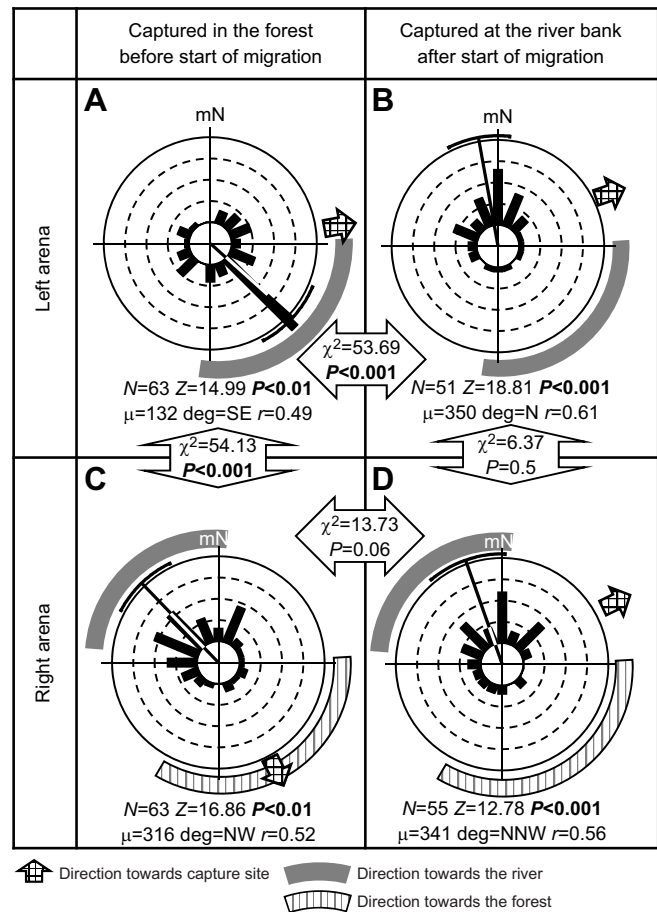 Captured in the forest
before start of migration
Captured at the river bank
after start of migration
Left arena
A
mN
N=63 Z=14.99 P<0.01
μ=132 deg=SE r=0.49
B
mN
N=51 Z=18.81 P<0.001
μ=350 deg=N r=0.61
χ²=53.69
P<0.001
χ²=54.13
P<0.001
χ²=6.37
P=0.5
Right arena
C
mN
N=63 Z=16.86 P<0.01
μ=316 deg=NW r=0.52
χ²=13.73
P=0.06
D
mN
N=55 Z=12.78 P<0.001
μ=341 deg=NNW r=0.56
Direction towards capture site
Direction towards the river
Direction towards the forest